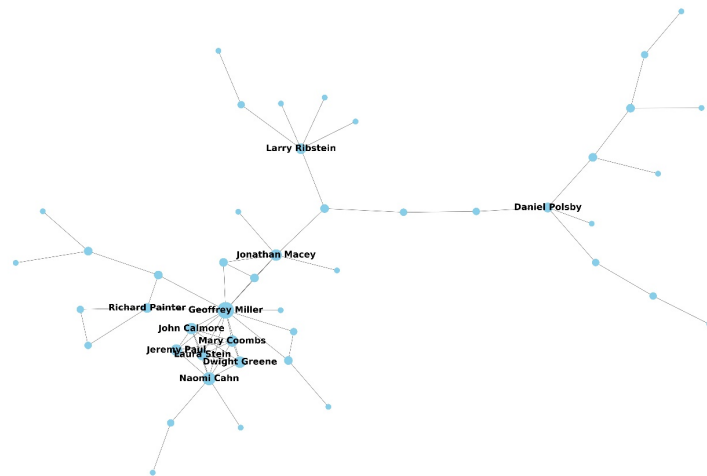 Larry Ribstein
Daniel Polsby
Jonathan Macey
Richard Painter
Geoffrey Miller
John Calmore
Mary Coombs
Jeremy Paul
Laura Stein
Dwight Greene
Naomi Cahn